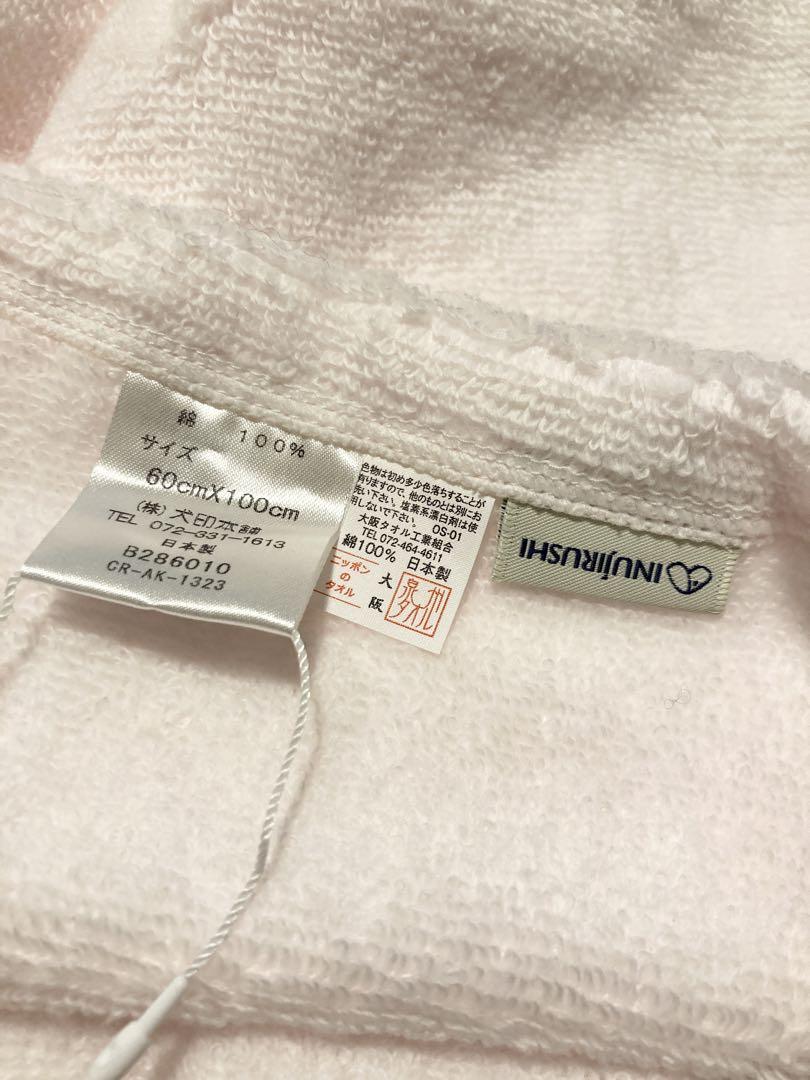 綿 100%
サイズ
60cmX100cm
(株)犬印本舗
TEL 072-331-1613
日本製
B286010
CR-AK-1323
色物は初め多少色落ちすることが
有りますので、他のものとは別にお
洗い下さい。塩素系漂白剤は使
用しないで下さい。 OS-01
大阪タオル工業組合
TEL 072-464-4611
綿100% 日本製
ニッポン
の
タオル
大
阪
泉州
タオル
INUJIRUSHI